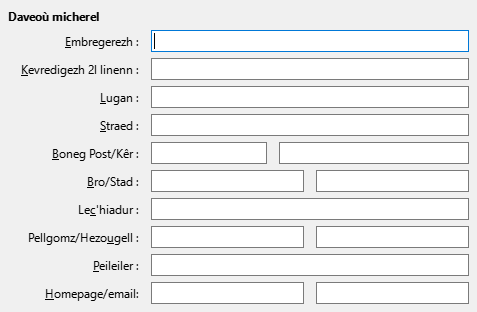 Daveoù micherel
Embregerezh :
Kevredigezh 2l linenn :
Lugan :
Straed :
Boneg Post/Kêr :
Bro/Stad :
Lec'hiadur :
Pellgomz/Hezougell :
Peileiler :
Homepage/email: